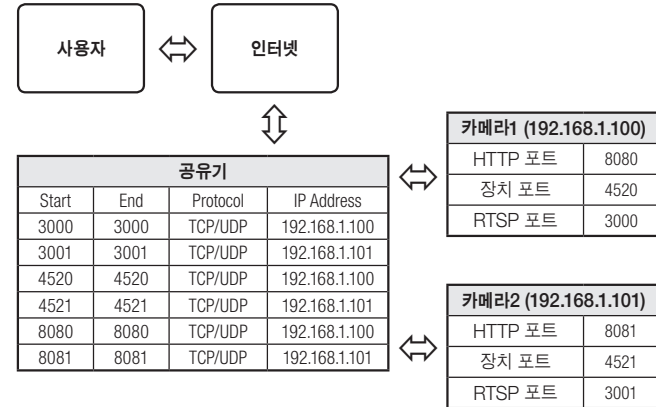 사용자
인터넷
공유기
Start End Protocol IP Address
3000 3000 TCP/UDP 192.168.1.100
3001 3001 TCP/UDP 192.168.1.101
4520 4520 TCP/UDP 192.168.1.100
4521 4521 TCP/UDP 192.168.1.101
8080 8080 TCP/UDP 192.168.1.100
8081 8081 TCP/UDP 192.168.1.101
카메라1 (192.168.1.100)
HTTP 포트 8080
장치 포트 4520
RTSP 포트 3000
카메라2 (192.168.1.101)
HTTP 포트 8081
장치 포트 4521
RTSP 포트 3001